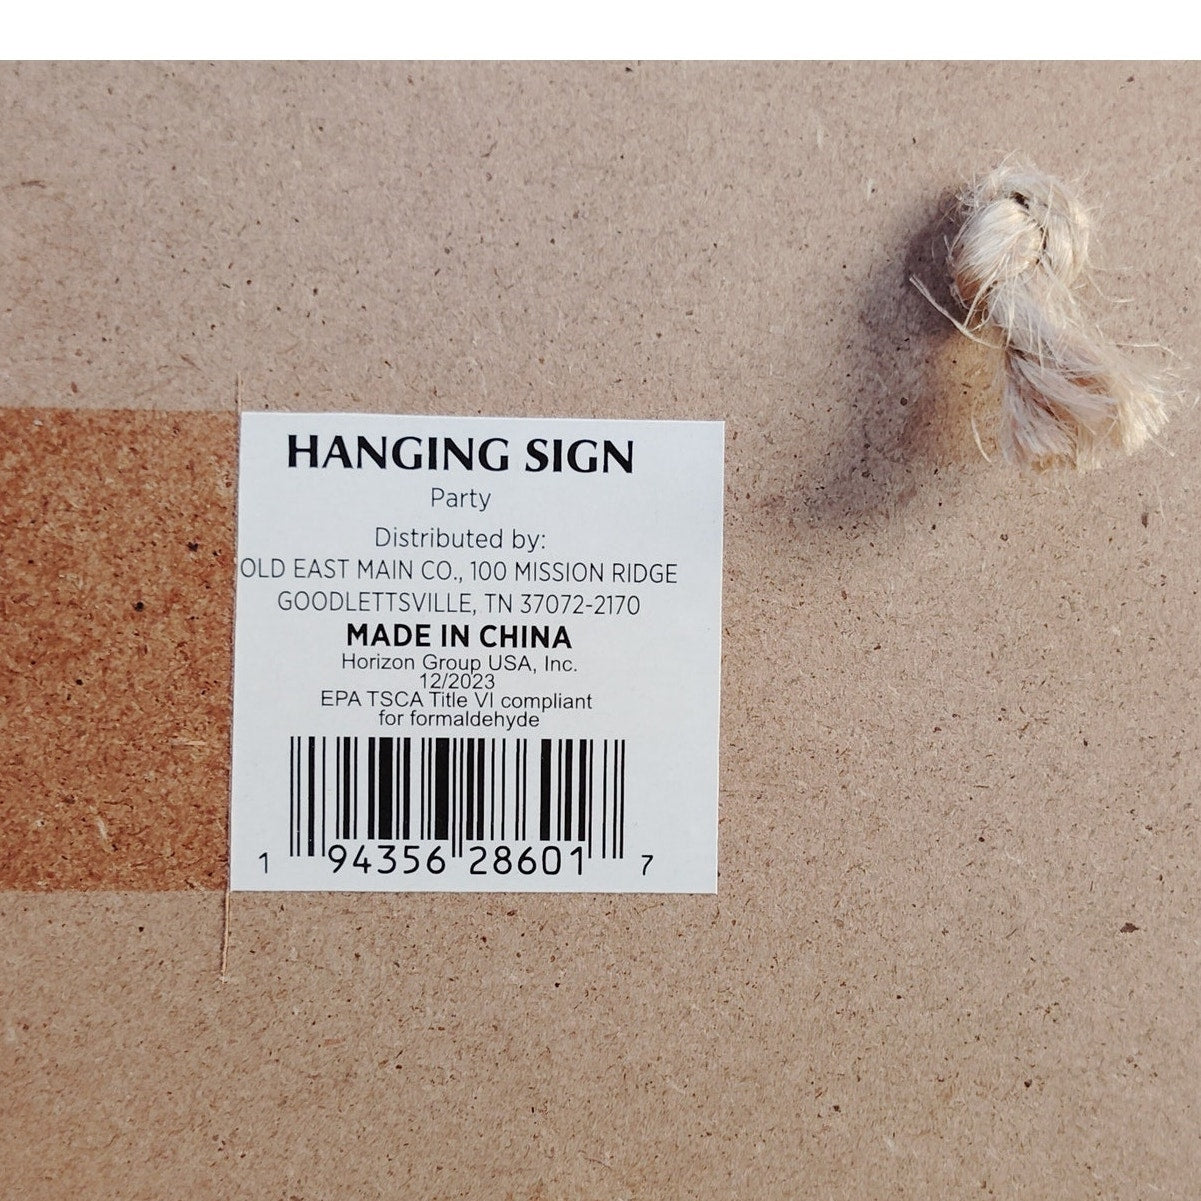 HANGING SIGN
Party
Distributed by:
OLD EAST MAIN CO., 100 MISSION RIDGE
GOODLETTSVILLE, TN 37072-2170
MADE IN CHINA
Horizon Group USA, Inc.
12/2023
EPA TSCA Title VI compliant
for formaldehyde
1 94356 28601 7